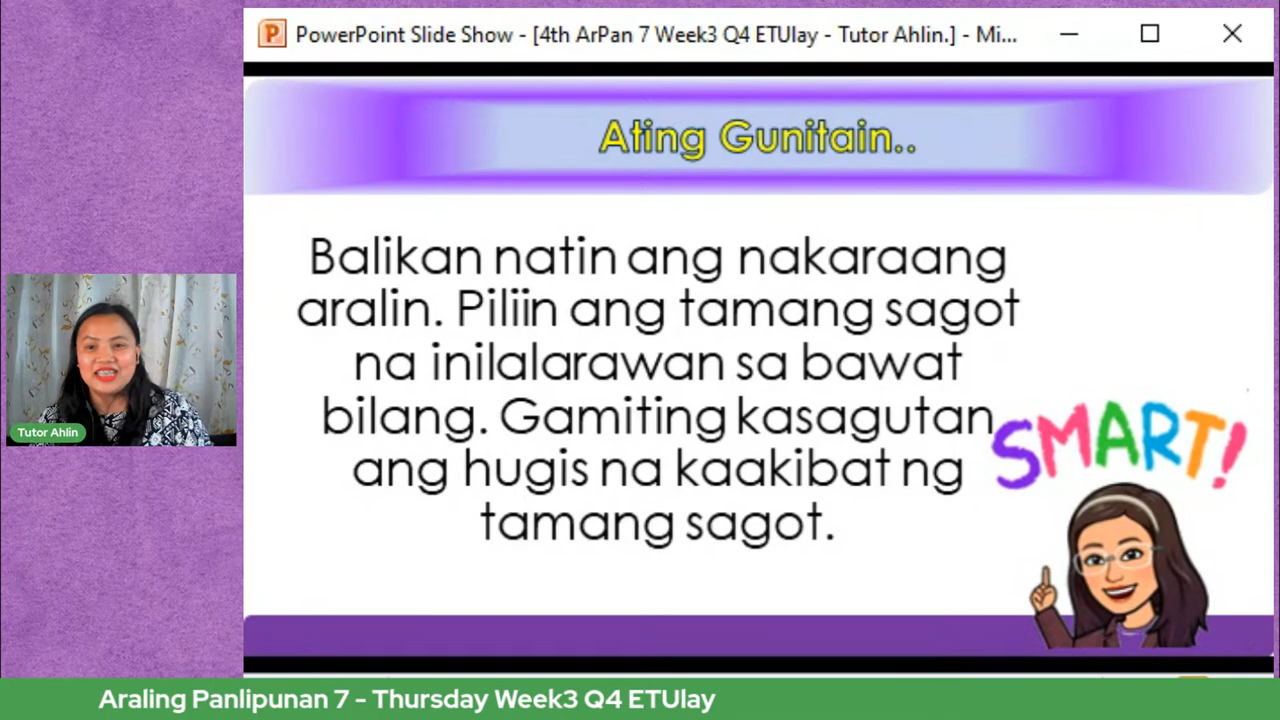 PowerPoint Slide Show - [4th ArPan 7 Week3 Q4 ETUlay - Tutor Ahlin.] - Mi...
Ating Gunitain..
Balikan natin ang nakaraang
aralin. Piliin ang tamang sagot
na inilalarawan sa bawat
bilang. Gamiting kasagutan
ang hugis na kaakibat ng
tamang sagot.
SMART!
Tutor Ahlin
Araling Panlipunan 7 - Thursday Week3 Q4 ETUlay